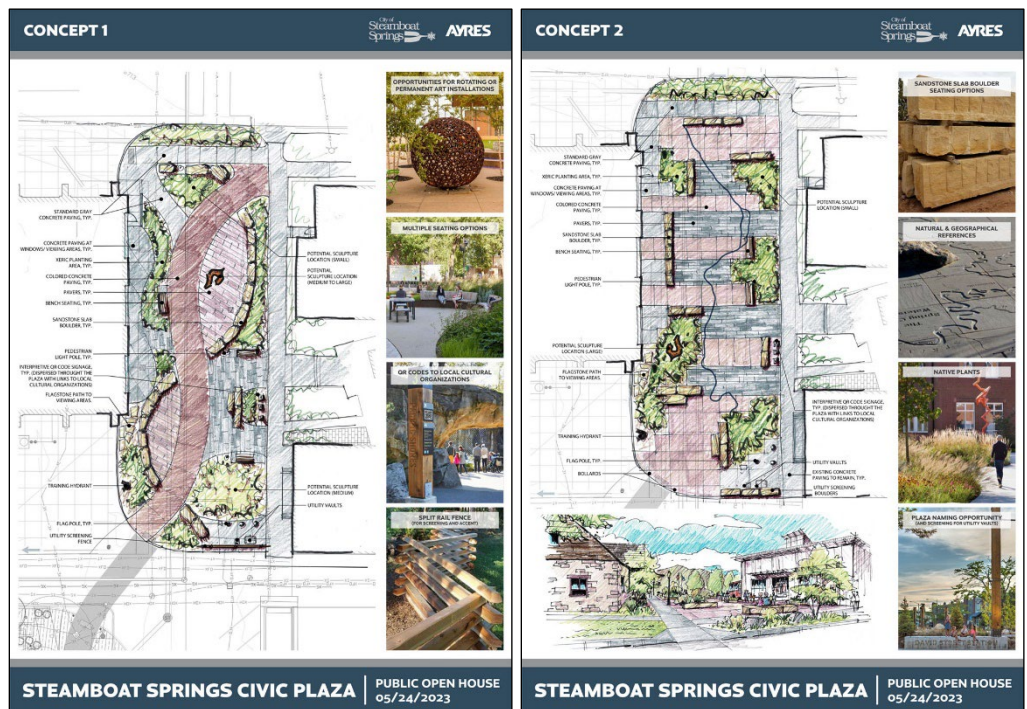 CONCEPT 1
City of
Steamboat
Springs
AYRES
OPPORTUNITIES FOR ROTATING OR
PERMANENT ART INSTALLATIONS
STANDARD GRAY
CONCRETE PAVING, TYP.
CONCRETE PAVING AT
WINDOWS/ VIEWING AREAS, TYP.
XERIC PLANTING
AREA, TYP.
COLORED CONCRETE
PAVING, TYP.
PAVERS, TYP.
BENCH SEATING, TYP.
SANDSTONE SLAB
BOULDER, TYP.
PEDESTRIAN
LIGHT POLE, TYP.
INTERPRETIVE QR CODE SIGNAGE,
TYP. (DISPERSED THROUGHT THE
PLAZA WITH LINKS TO LOCAL
CULTURAL ORGANIZATIONS)
FLAGSTONE PATH TO
VIEWING AREAS
TRAINING HYDRANT
FLAG POLE, TYP.
UTILITY SCREENING
FENCE
POTENTIAL SCULPTURE
LOCATION (SMALL)
POTENTIAL
SCULPTURE LOCATION
(MEDIUM TO LARGE)
POTENTIAL SCULPTURE
LOCATION (MEDIUM)
UTILITY VAULTS
MULTIPLE SEATING OPTIONS
QR CODES TO LOCAL CULTURAL
ORGANIZATIONS
SPLIT RAIL FENCE
(FOR SCREENING AND ACCENT)
STEAMBOAT SPRINGS CIVIC PLAZA
PUBLIC OPEN HOUSE
05/24/2023
CONCEPT 2
City of
Steamboat
Springs
AYRES
SANDSTONE SLAB BOULDER
SEATING OPTIONS
STANDARD GRAY
CONCRETE PAVING, TYP.
XERIC PLANTING AREA, TYP.
CONCRETE PAVING AT
WINDOWS/ VIEWING AREAS, TYP.
COLORED CONCRETE
PAVING, TYP.
PAVERS, TYP.
SANDSTONE SLAB
BOULDER, TYP.
BENCH SEATING, TYP.
PEDESTRIAN
LIGHT POLE, TYP.
POTENTIAL SCULPTURE
LOCATION (LARGE)
FLAGSTONE PATH
TO VIEWING AREAS
TRAINING HYDRANT
FLAG POLE, TYP.
BOLLARDS
POTENTIAL SCULPTURE
LOCATION (SMALL)
INTERPRETIVE QR CODE SIGNAGE,
TYP. (DISPERSED THROUGHT THE
PLAZA WITH LINKS TO LOCAL
CULTURAL ORGANIZATIONS)
UTILITY VAULTS
EXISTING CONCRETE
PAVING TO REMAIN, TYP.
UTILITY SCREENING
BOULDERS
NATURAL & GEOGRAPHICAL
REFERENCES
NATIVE PLANTS
PLAZA NAMING OPPORTUNITY
(AND SCREENING FOR UTILITY VAULTS)
STEAMBOAT SPRINGS CIVIC PLAZA
PUBLIC OPEN HOUSE
05/24/2023